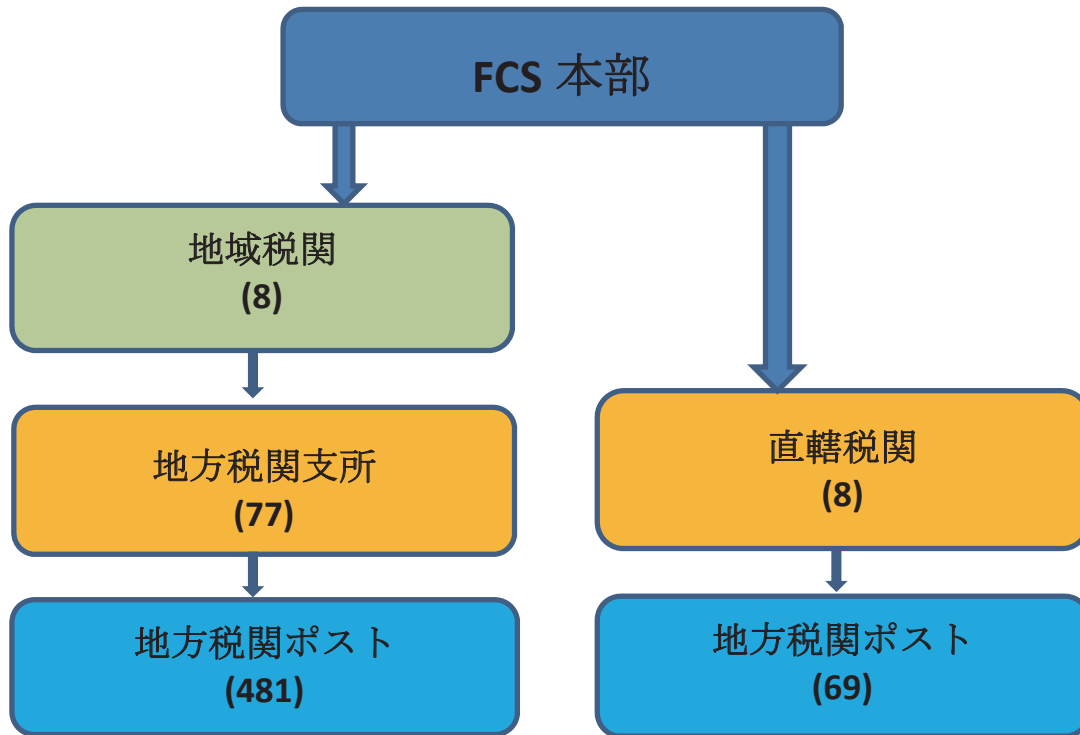 FCS 本部
地域税関
(8)
地方税関支所
(77)
地方税関ポスト
(481)
直轄税関
(8)
地方税関ポスト
(69)